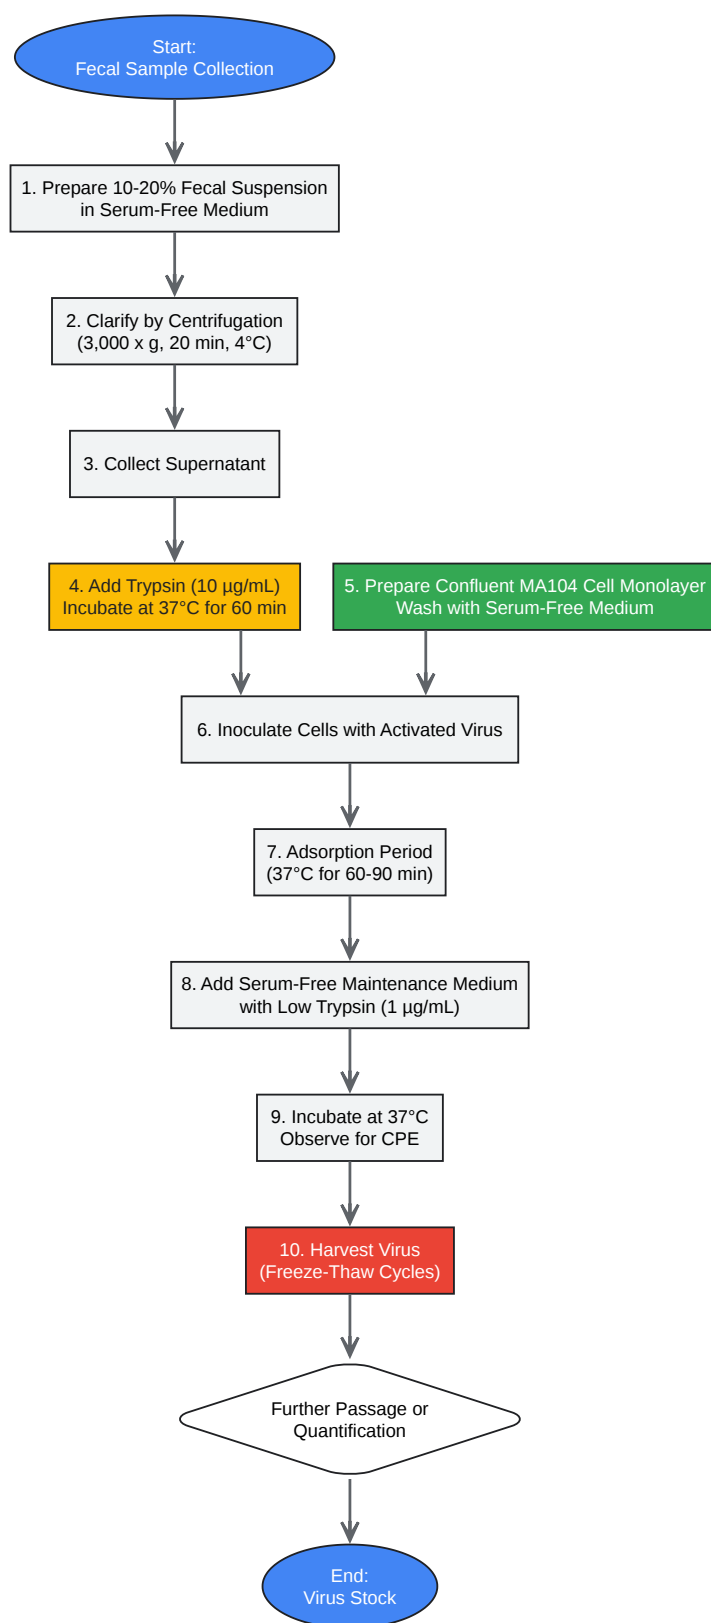 Start:
Fecal Sample Collection
1. Prepare 10-20% Fecal Suspension
in Serum-Free Medium
2. Clarify by Centrifugation
(3,000 x g, 20 min, 4°C)
3. Collect Supernatant
4. Add Trypsin (10 µg/mL)
Incubate at 37°C for 60 min
5. Prepare Confluent MA104 Cell Monolayer
Wash with Serum-Free Medium
6. Inoculate Cells with Activated Virus
7. Adsorption Period
(37°C for 60-90 min)
8. Add Serum-Free Maintenance Medium
with Low Trypsin (1 µg/mL)
9. Incubate at 37°C
Observe for CPE
10. Harvest Virus
(Freeze-Thaw Cycles)
Further Passage or
Quantification
End:
Virus Stock